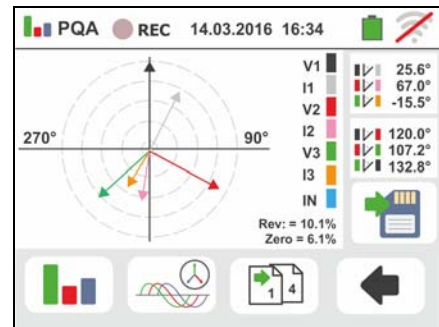 PQA REC 14.03.2016 16:34
270°
90°
V1
I1
V2
I2
V3
I3
IN
Rev: = 10.1%
Zero = 6.1%
25.6°
67.0°
-15.5°
120.0°
107.2°
132.8°
1 4